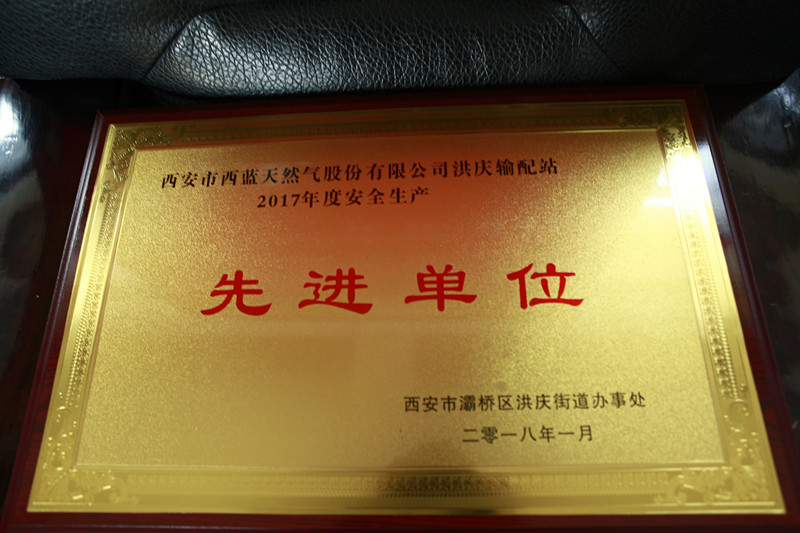 西安市西蓝天然气股份有限公司洪庆输配站
2017年度安全生产
先进单位
西安市灞桥区洪庆街道办事处
二零一八年一月